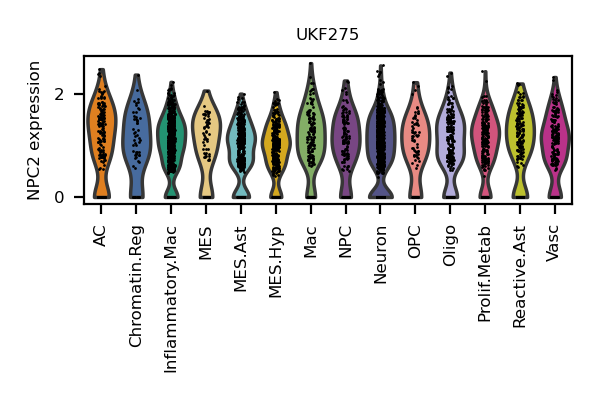 UKF275
NPC2 expression
2
0
AC
Chromatin.Reg
Inflammatory.Mac
MES
MES.Ast
MES.Hyp
Mac
NPC
Neuron
OPC
Oligo
Prolif.Metab
Reactive.Ast
Vasc